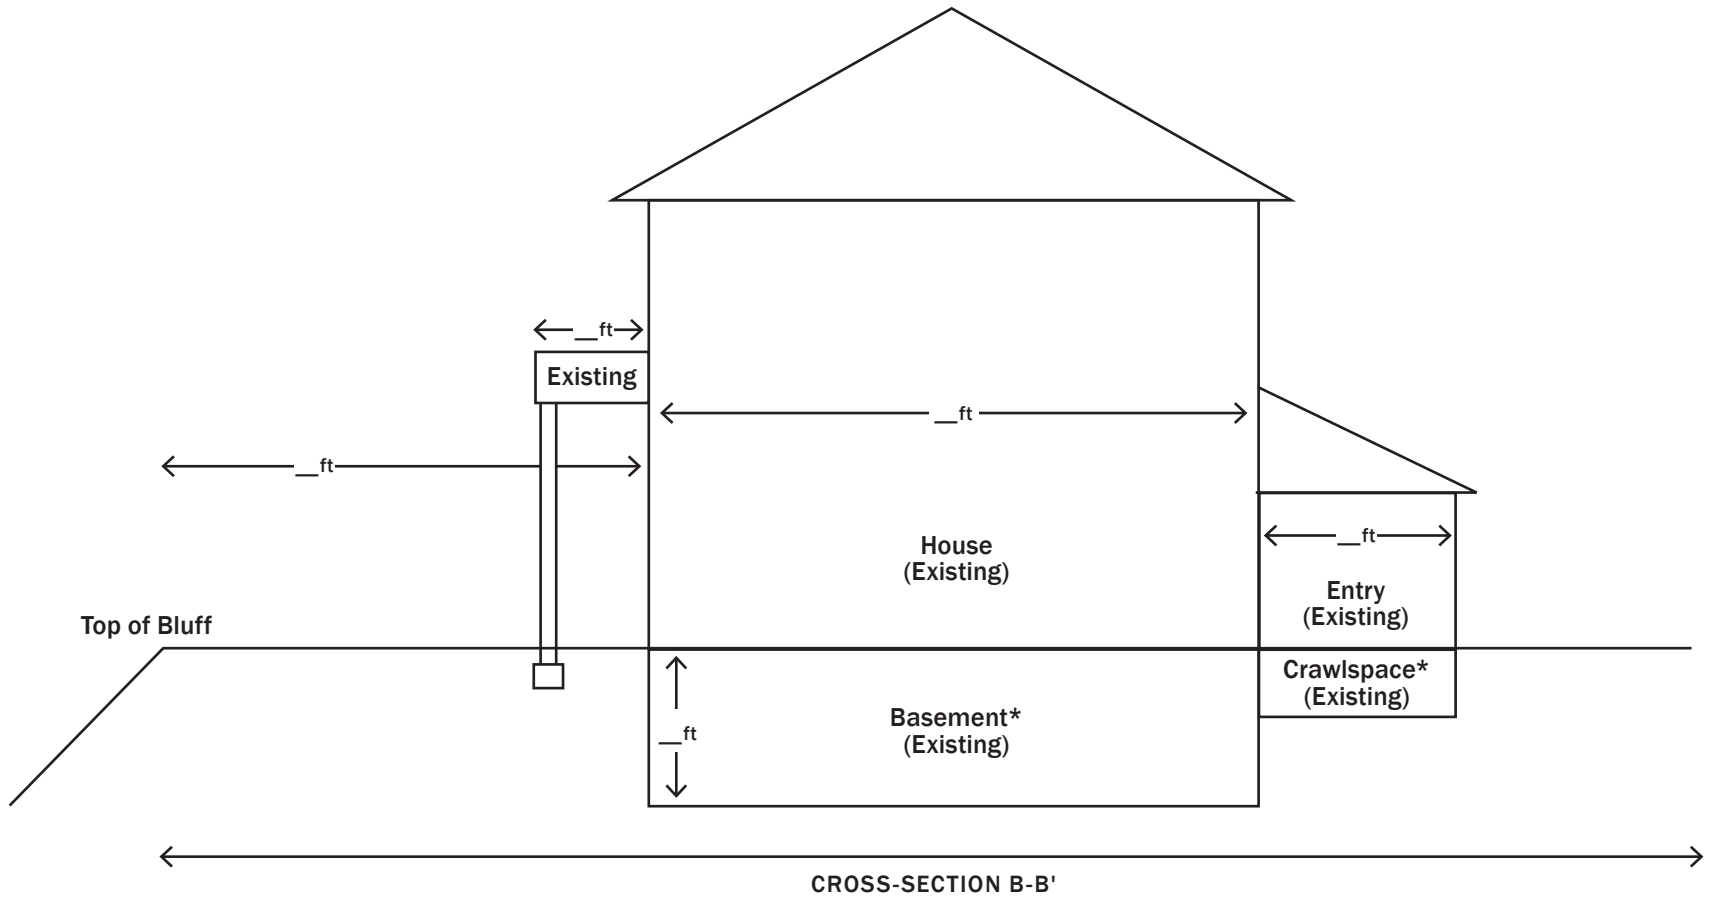 __ft
Existing
__ft
__ft
House
(Existing)
__ft
Entry
(Existing)
Top of Bluff
Crawlspace*
(Existing)
Basement*
(Existing)
__ft
CROSS-SECTION B-B'